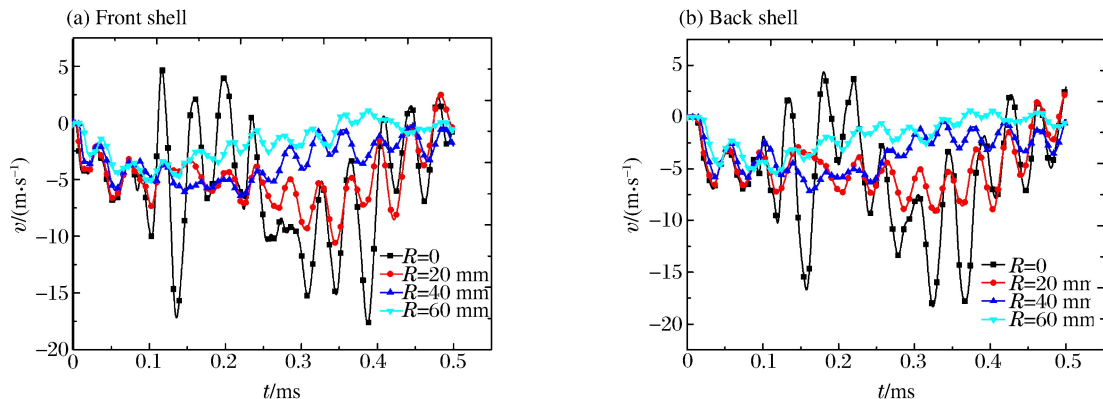 (a) Front shell
5
0
−5
−10
−15
−20
v/(m·s⁻¹)
R=0
R=20 mm
R=40 mm
R=60 mm
0 0.1 0.2 0.3 0.4 0.5
t/ms
(b) Back shell
5
0
−5
−10
−15
−20
v/(m·s⁻¹)
R=0
R=20 mm
R=40 mm
R=60 mm
0 0.1 0.2 0.3 0.4 0.5
t/ms